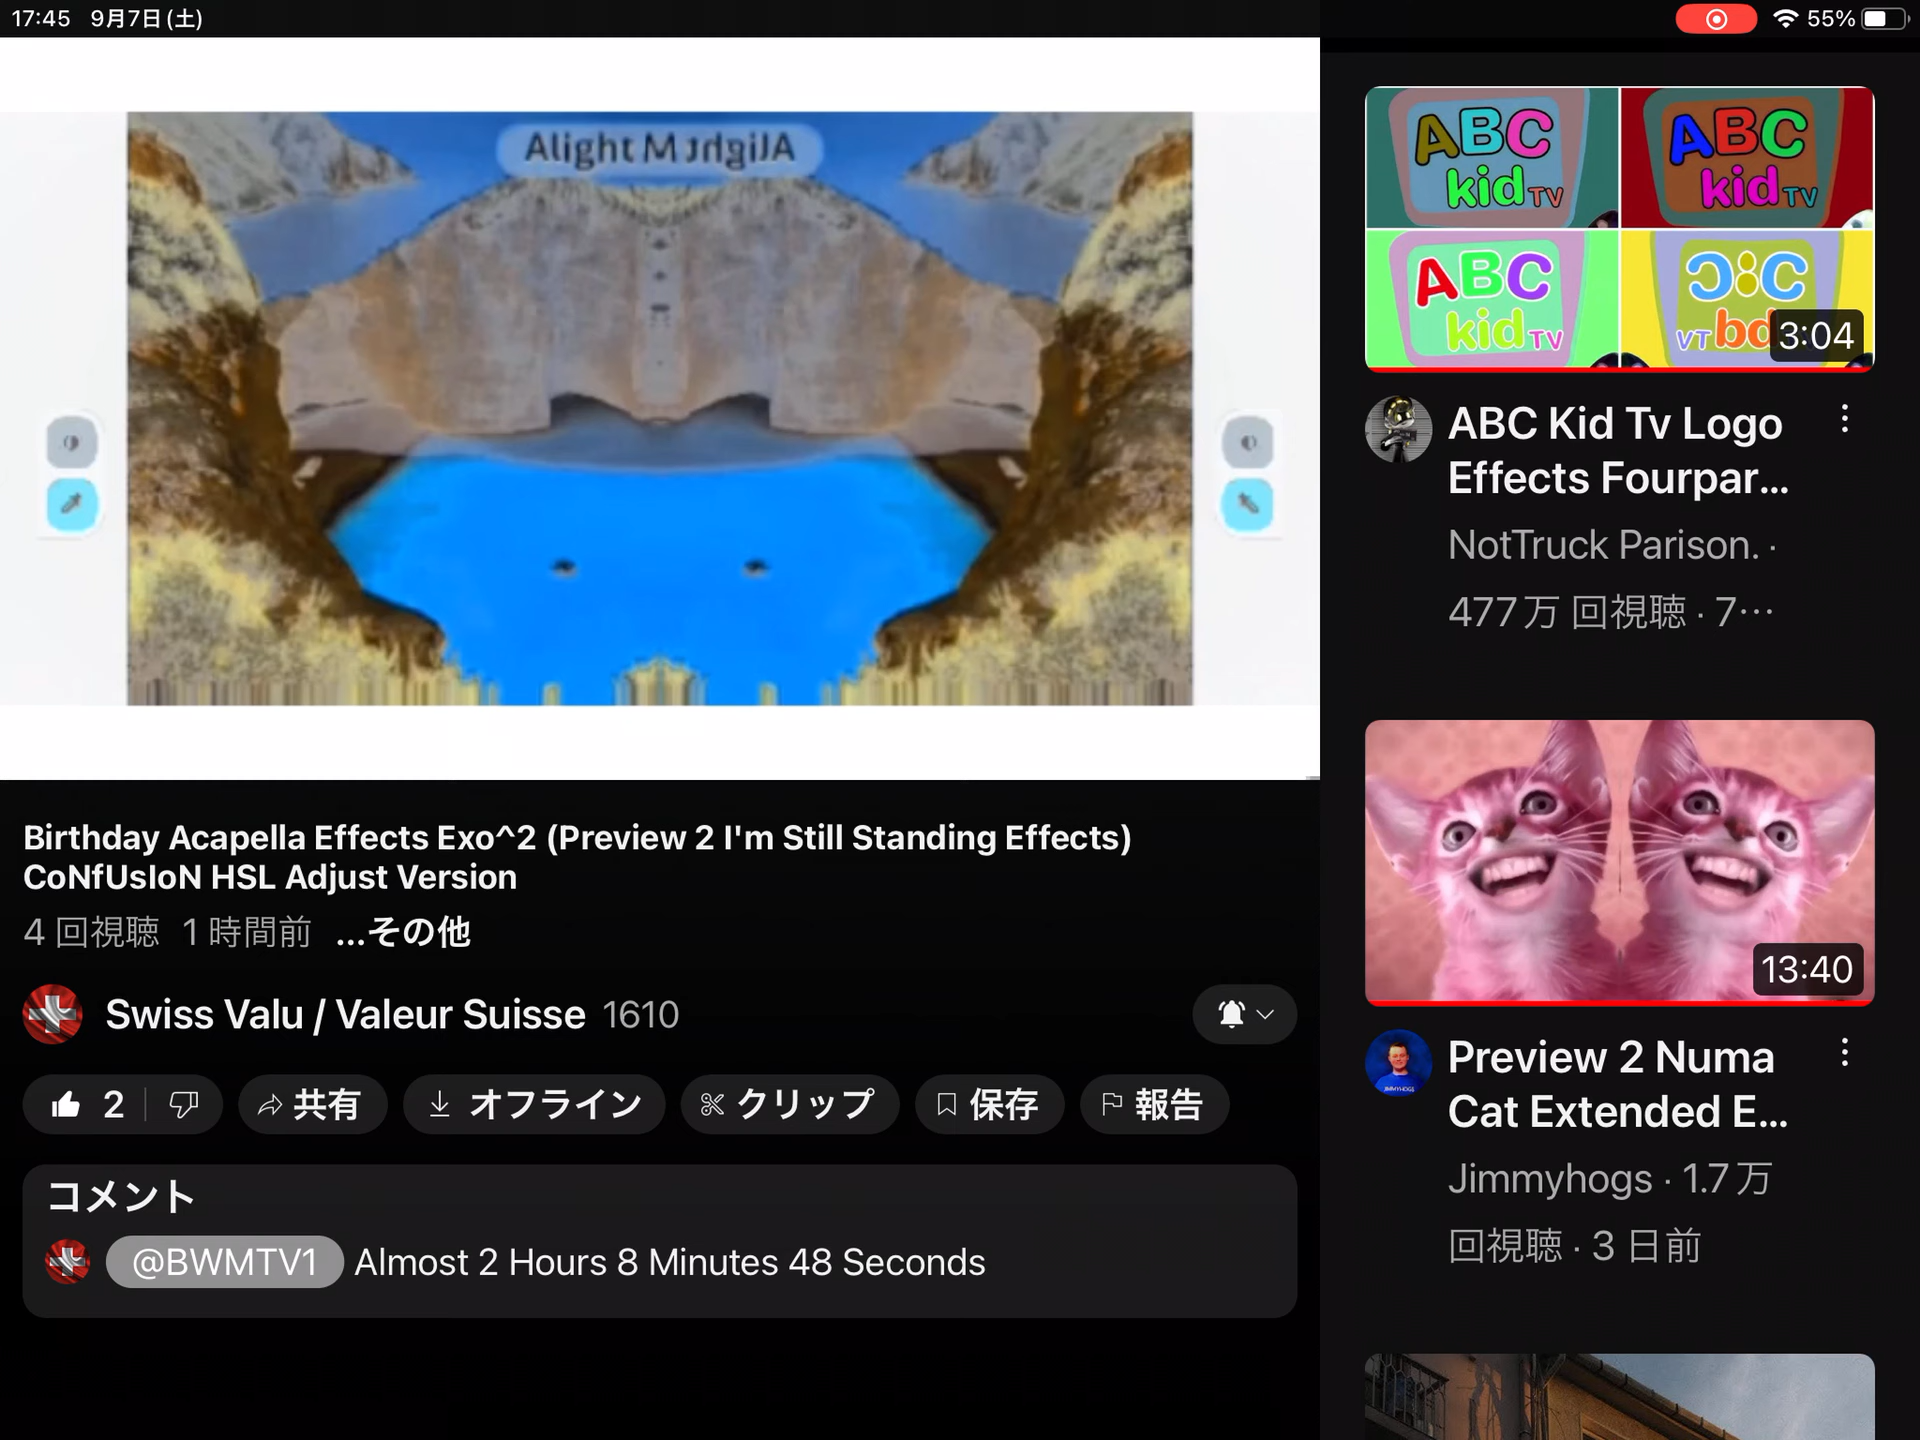 17:45 9月7日(土)
55%
Alight M
ABC
kid TV
ABC
kid TV
ABC
kid TV
3:04
ABC Kid Tv Logo
Effects Fourpar...
NotTruck Parison. ·
477万 回視聴 · 7…
Birthday Acapella Effects Exo^2 (Preview 2 I'm Still Standing Effects)
CoNfUsIoN HSL Adjust Version
4 回視聴 1 時間前 ...その他
Swiss Valu / Valeur Suisse 1610
2 共有 オフライン クリップ 保存 報告
コメント
@BWMTV1 Almost 2 Hours 8 Minutes 48 Seconds
13:40
Preview 2 Numa
Cat Extended E...
Jimmyhogs · 1.7万
回視聴 · 3 日前